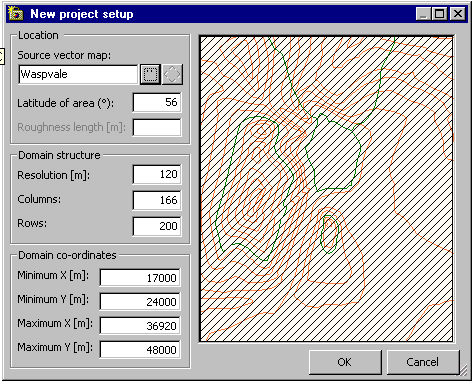 New project setup
Location
Source vector map:
Waspvale
Latitude of area (°): 56
Roughness length [m]:
Domain structure
Resolution [m]: 120
Columns: 166
Rows: 200
Domain co-ordinates
Minimum X [m]: 17000
Minimum Y [m]: 24000
Maximum X [m]: 36920
Maximum Y [m]: 48000
OK Cancel